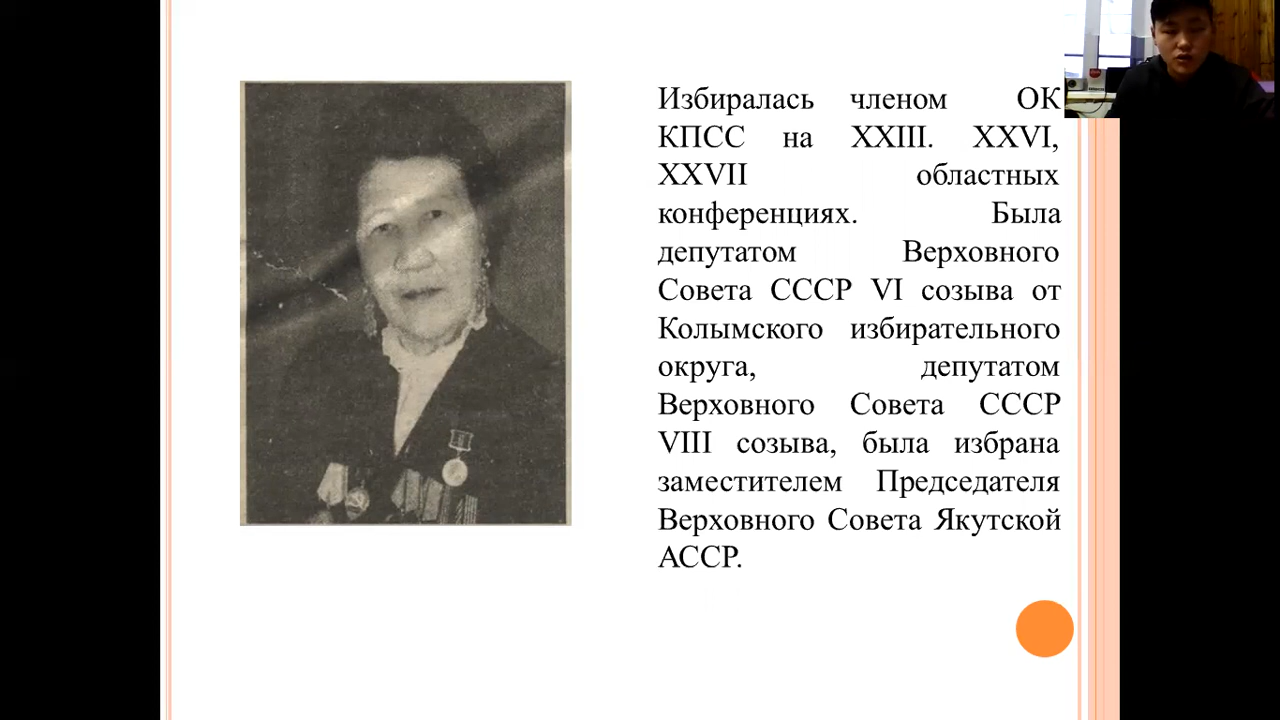 Избиралась членом ОК
КПСС на XXIII. XXVI,
XXVII областных
конференциях. Была
депутатом Верховного
Совета СССР VI созыва от
Колымского избирательного
округа, депутатом
Верховного Совета СССР
VIII созыва, была избрана
заместителем Председателя
Верховного Совета Якутской
АССР.